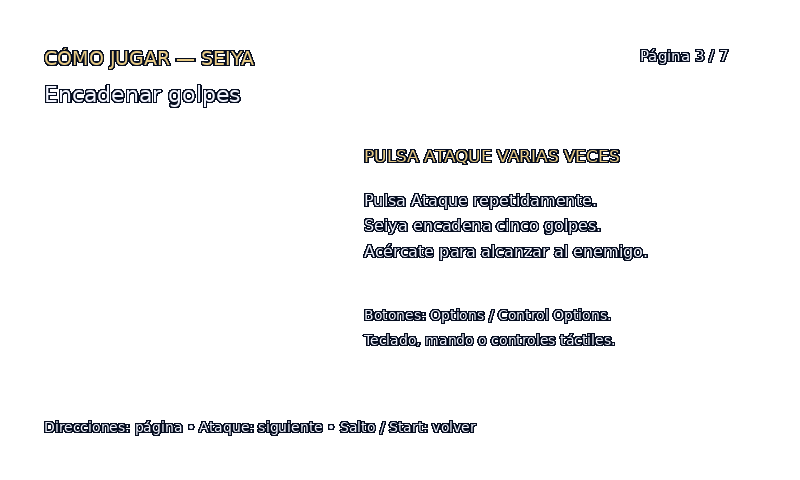 CÓMO JUGAR — SEIYA
Página 3 / 7
Encadenar golpes
PULSA ATAQUE VARIAS VECES
Pulsa Ataque repetidamente.
Seiya encadena cinco golpes.
Acércate para alcanzar al enemigo.
Botones: Options / Control Options.
Teclado, mando o controles táctiles.
Direcciones: página • Ataque: siguiente • Salto / Start: volver